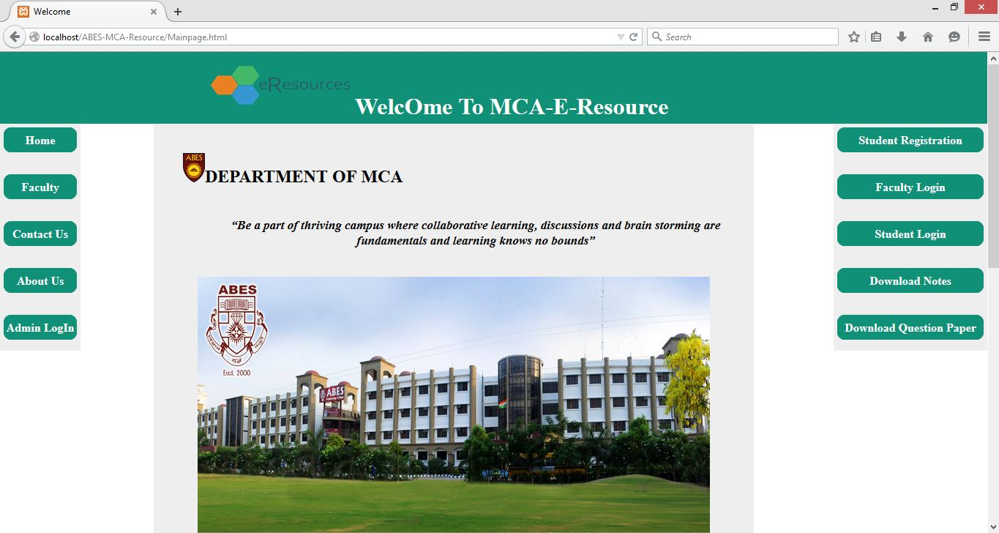 Welcome
localhost/ABES-MCA-Resource/Mainpage.html
Search
eResources
WelcOme To MCA-E-Resource
Home
Faculty
Contact Us
About Us
Admin LogIn
ABES
DEPARTMENT OF MCA
“Be a part of thriving campus where collaborative learning, discussions and brain storming are
fundamentals and learning knows no bounds”
ABES
Estd. 2000
ABES
Engineering College
Student Registration
Faculty Login
Student Login
Download Notes
Download Question Paper